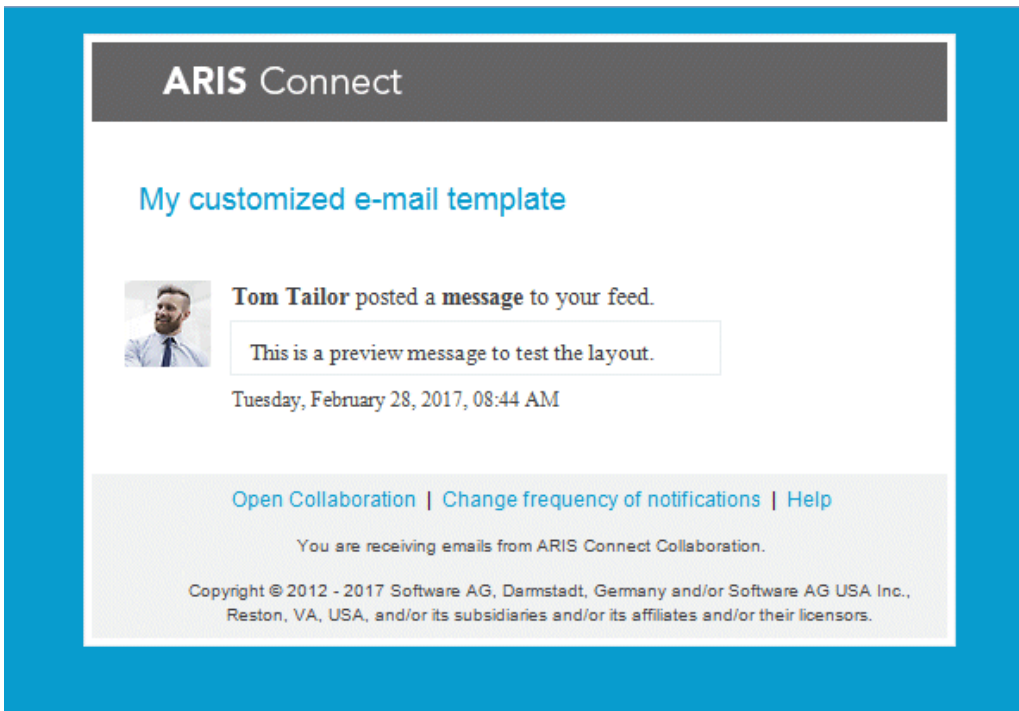 ARIS Connect
My customized e-mail template
Tom Tailor posted a message to your feed.
This is a preview message to test the layout.
Tuesday, February 28, 2017, 08:44 AM
Open Collaboration | Change frequency of notifications | Help
You are receiving emails from ARIS Connect Collaboration.
Copyright © 2012 - 2017 Software AG, Darmstadt, Germany and/or Software AG USA Inc.,
Reston, VA, USA, and/or its subsidiaries and/or its affiliates and/or their licensors.